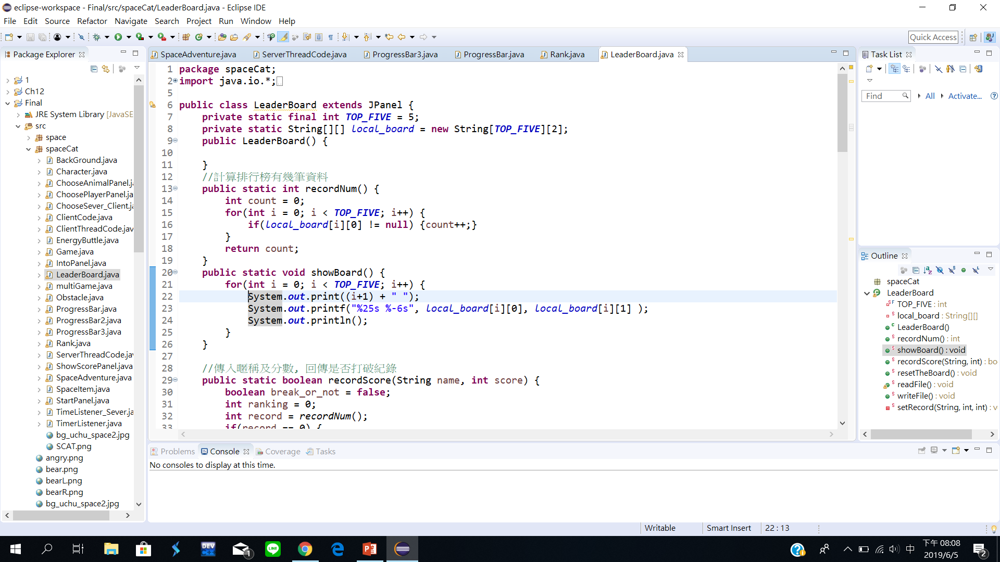 eclipse-workspace - Final/src/spaceCat/LeaderBoard.java - Eclipse IDE
File Edit Source Refactor Navigate Search Project Run Window Help
Quick Access
Package Explorer
1
Ch12
Final
JRE System Library [JavaSE
src
space
spaceCat
BackGround.java
Character.java
ChooseAnimalPanel.j
ChoosePlayerPanel.ja
ChooseSever_Client.j
ClientCode.java
ClientThreadCode.jav
EnergyButtle.java
Game.java
IntoPanel.java
LeaderBoard.java
multiGame.java
Obstacle.java
ProgressBar.java
ProgressBar2.java
ProgressBar3.java
Rank.java
ServerThreadCode.jav
ShowScorePanel.java
SpaceAdventure.java
SpaceItem.java
StartPanel.java
TimeListener_Sever.ja
TimerListener.java
bg_uchu_space2.jpg
SCAT.png
angry.png
bear.png
bearL.png
bearR.png
bg_uchu_space2.jpg
SpaceAdventure.java ServerThreadCode.java ProgressBar3.java ProgressBar.java Rank.java LeaderBoard.java
1 package spaceCat;
2 import java.io.*;
5
6 public class LeaderBoard extends JPanel {
7 private static final int TOP_FIVE = 5;
8 private static String[][] local_board = new String[TOP_FIVE][2];
9 public LeaderBoard() {
10
11 }
12 //計算排行榜有幾筆資料
13 public static int recordNum() {
14 int count = 0;
15 for(int i = 0; i < TOP_FIVE; i++) {
16 if(local_board[i][0] != null) {count++;}
17 }
18 return count;
19 }
20 public static void showBoard() {
21 for(int i = 0; i < TOP_FIVE; i++) {
22 System.out.print((i+1) + " ");
23 System.out.printf("%25s %-6s", local_board[i][0], local_board[i][1] );
24 System.out.println();
25 }
26 }
27
28 //傳入暱稱及分數, 回傳是否打破紀錄
29 public static boolean recordScore(String name, int score) {
30 boolean break_or_not = false;
31 int ranking = 0;
32 int record = recordNum();
33 if(record == 0) {
Problems Console Coverage Tasks
No consoles to display at this time.
Task List
Find All Activate...
Outline
spaceCat
LeaderBoard
TOP_FIVE : int
local_board : String[][]
LeaderBoard()
recordNum() : int
showBoard() : void
recordScore(String, int) : bo
resetTheBoard() : void
readFile() : void
writeFile() : void
setRecord(String, int, int) : v
Writable Smart Insert 22 : 13
DEV
1
LINE
中
下午 08:08
2019/6/5
2